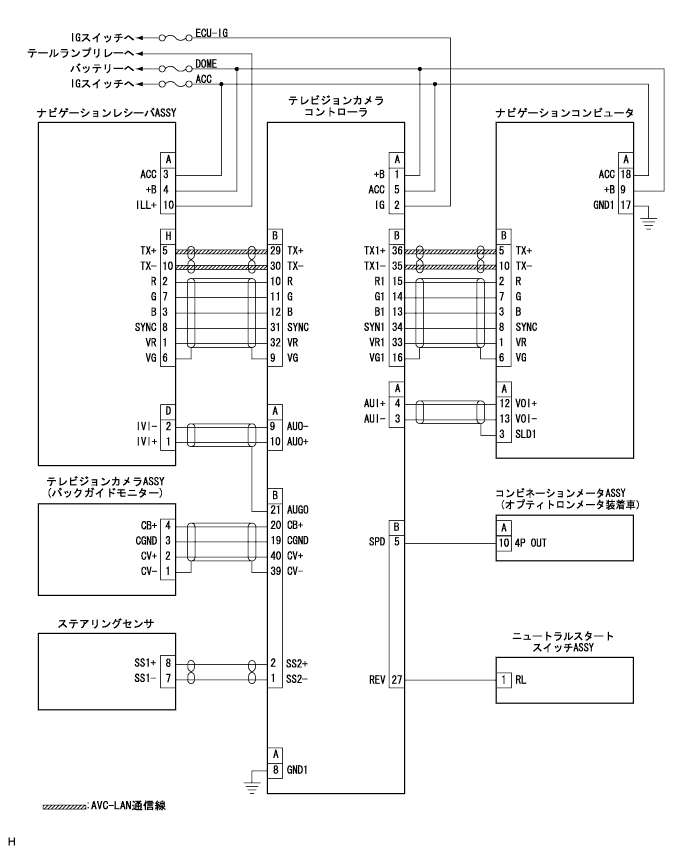 IGスイッチへ ECU-IG
テールランプリレーへ
バッテリーへ DOME
IGスイッチへ ACC
ナビゲーションレシーバASSY
テレビジョンカメラ
コントローラ
ナビゲーションコンピュータ
A
ACC 3
+B 4
ILL+ 10
A
+B 1
ACC 5
IG 2
A
ACC 18
+B 9
GND1 17
H
TX+ 5
TX- 10
R 2
G 7
B 3
SYNC 8
VR 1
VG 6
B
29 TX+
30 TX-
10 R
11 G
12 B
31 SYNC
32 VR
9 VG
B
TX1+ 36
TX1- 35
R1 15
G1 14
B1 13
SYN1 34
VR1 33
VG1 16
B
5 TX+
10 TX-
2 R
7 G
3 B
8 SYNC
1 VR
6 VG
D
IVI- 2
IVI+ 1
A
9 AUO-
10 AUO+
A
AUI+ 4
AUI- 3
A
12 VOI+
13 VOI-
3 SLD1
テレビジョンカメラASSY
(バックガイドモニター)
CB+ 4
CGND 3
CV+ 2
CV- 1
B
21 AUGO
20 CB+
19 CGND
40 CV+
39 CV-
B
SPD 5
コンビネーションメータASSY
(オプティトロンメータ装着車)
A
10 4P OUT
ステアリングセンサ
SS1+ 8
SS1- 7
2 SS2+
1 SS2-
REV 27
ニュートラルスタート
スイッチASSY
1 RL
A
8 GND1
:AVC-LAN通信線
H